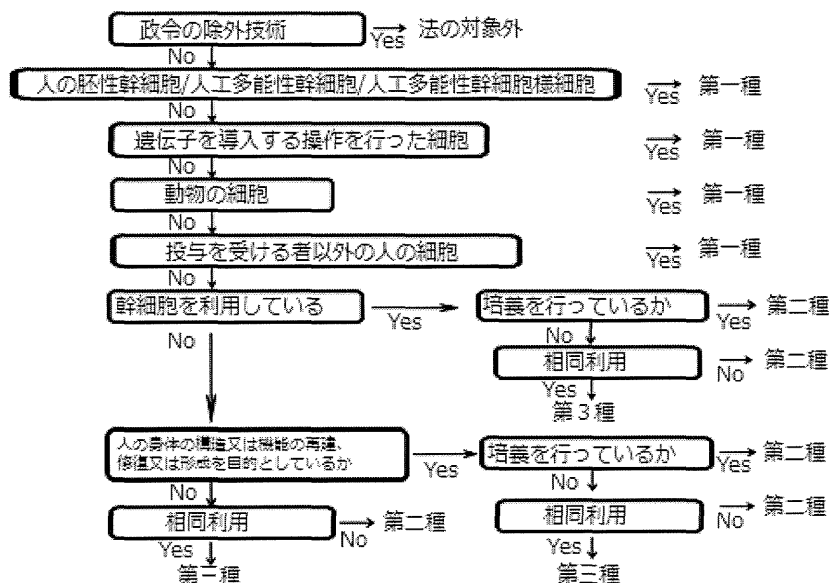 政令の除外技術 Yes 法の対象外
No
人の胚性幹細胞/人工多能性幹細胞/人工多能性幹細胞様細胞 Yes 第一種
No
遺伝子を導入する操作を行った細胞 Yes 第一種
No
動物の細胞 Yes 第一種
No
投与を受ける者以外の人の細胞 Yes 第一種
No
幹細胞を利用している Yes 培養を行っているか Yes 第二種
No
No
相同利用 No 第二種
Yes
第3種
人の身体の構造又は機能の再建、
修復又は形成を目的としているか Yes 培養を行っているか Yes 第二種
No
No
相同利用 No 第二種
Yes
第三種
相同利用 No 第二種
Yes
第三種